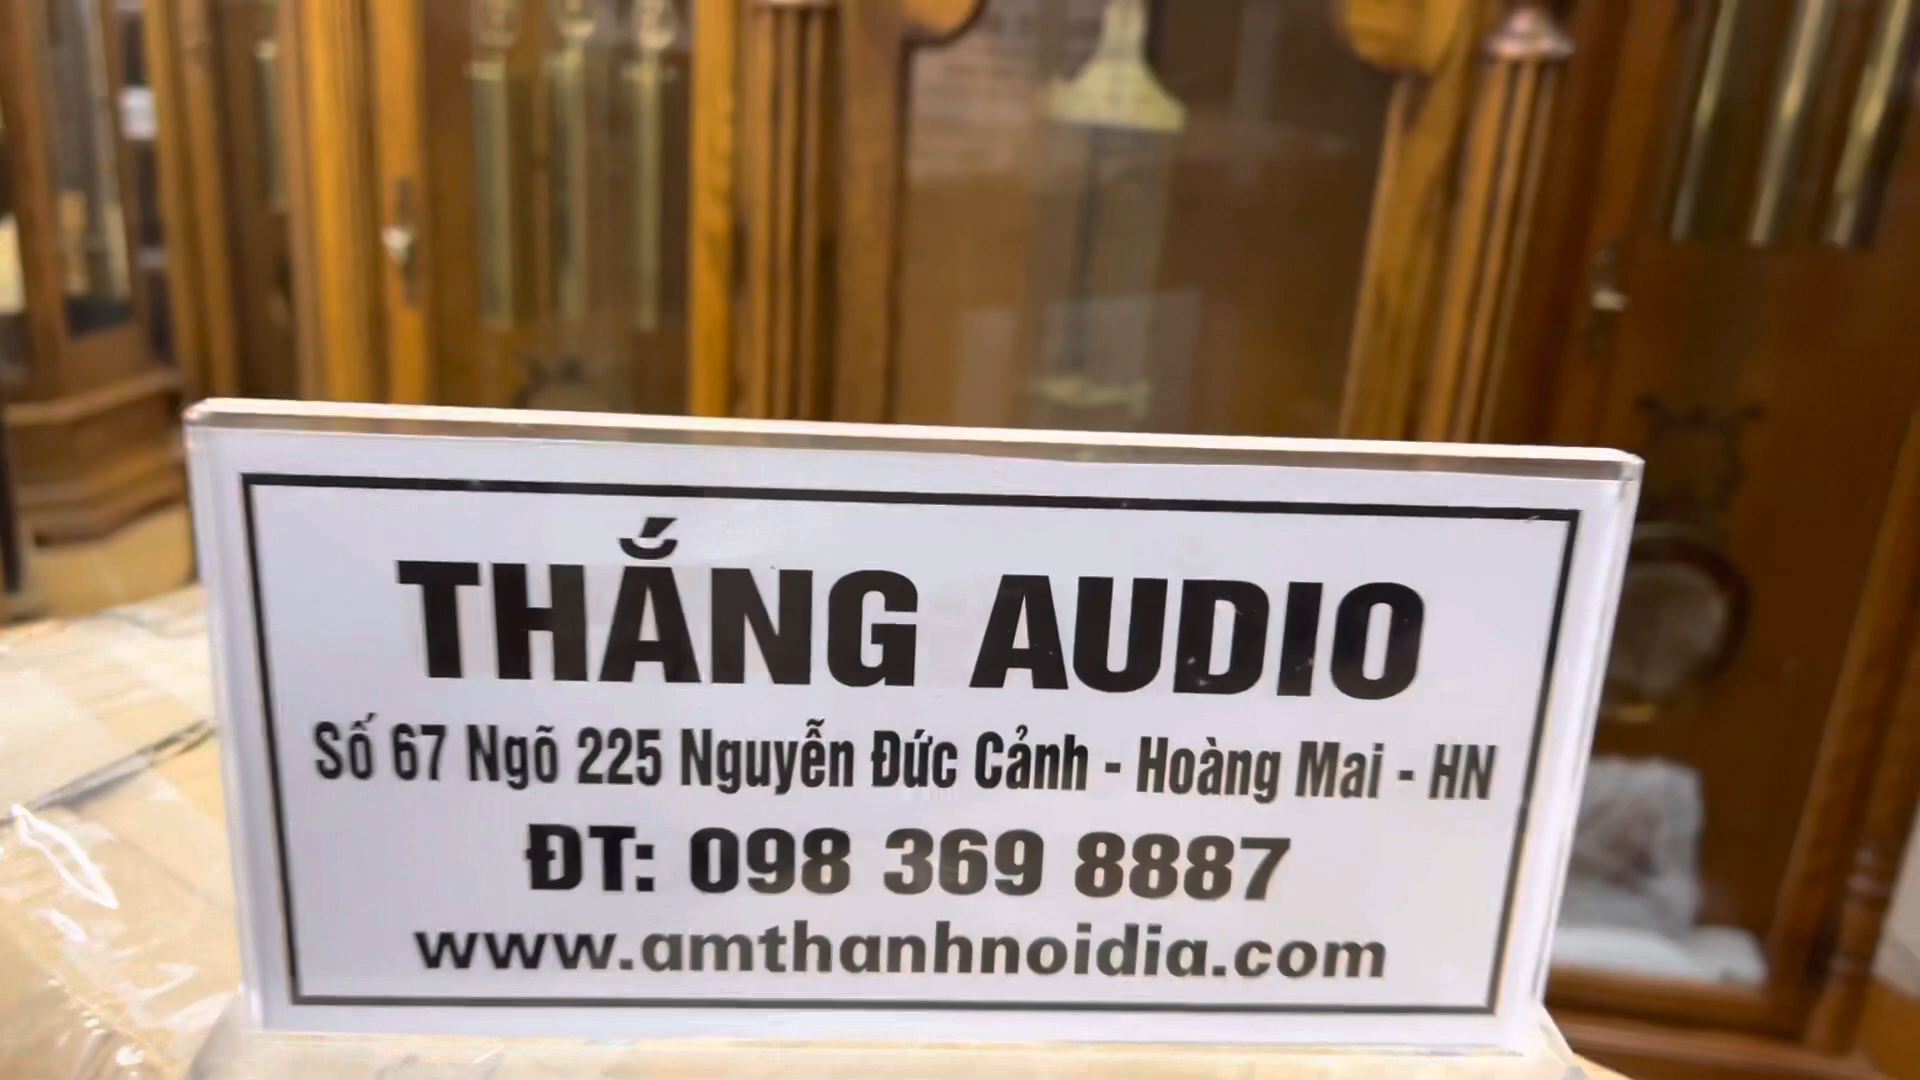 THẮNG AUDIO
Số 67 Ngõ 225 Nguyễn Đức Cảnh - Hoàng Mai - HN
ĐT: 098 369 8887
www.amthanhnoidia.com